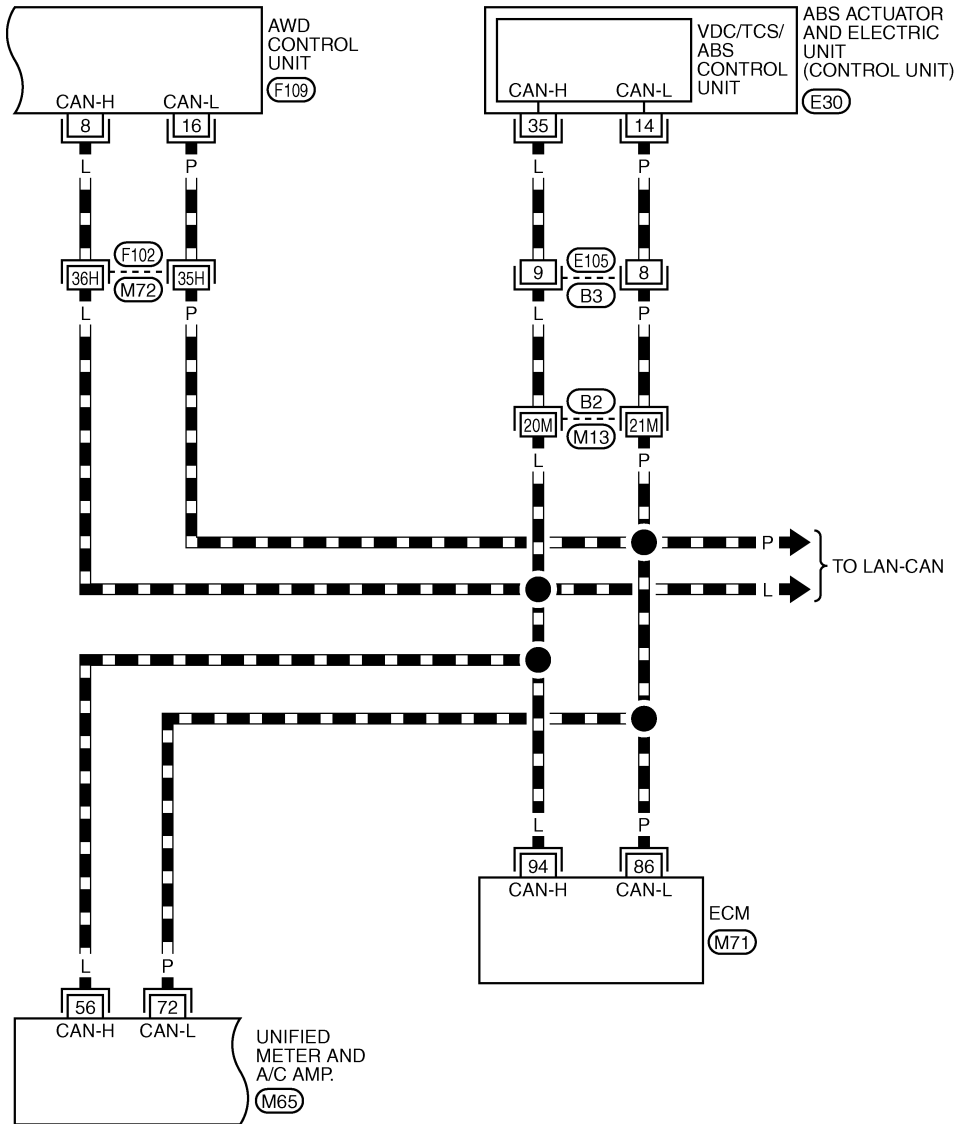 AWD
CONTROL
UNIT
F109
CAN-H
CAN-L
8
16
ABS ACTUATOR
AND ELECTRIC
UNIT
(CONTROL UNIT)
E30
VDC/TCS/
ABS
CONTROL
UNIT
CAN-H
CAN-L
35
14
L
P
L
P
36H
F102
M72
35H
9
E105
B3
8
L
P
L
P
20M
B2
M13
21M
L
P
P
L
TO LAN-CAN
L
P
94
86
CAN-H
CAN-L
ECM
M71
L
P
56
72
CAN-H
CAN-L
UNIFIED
METER AND
A/C AMP.
M65